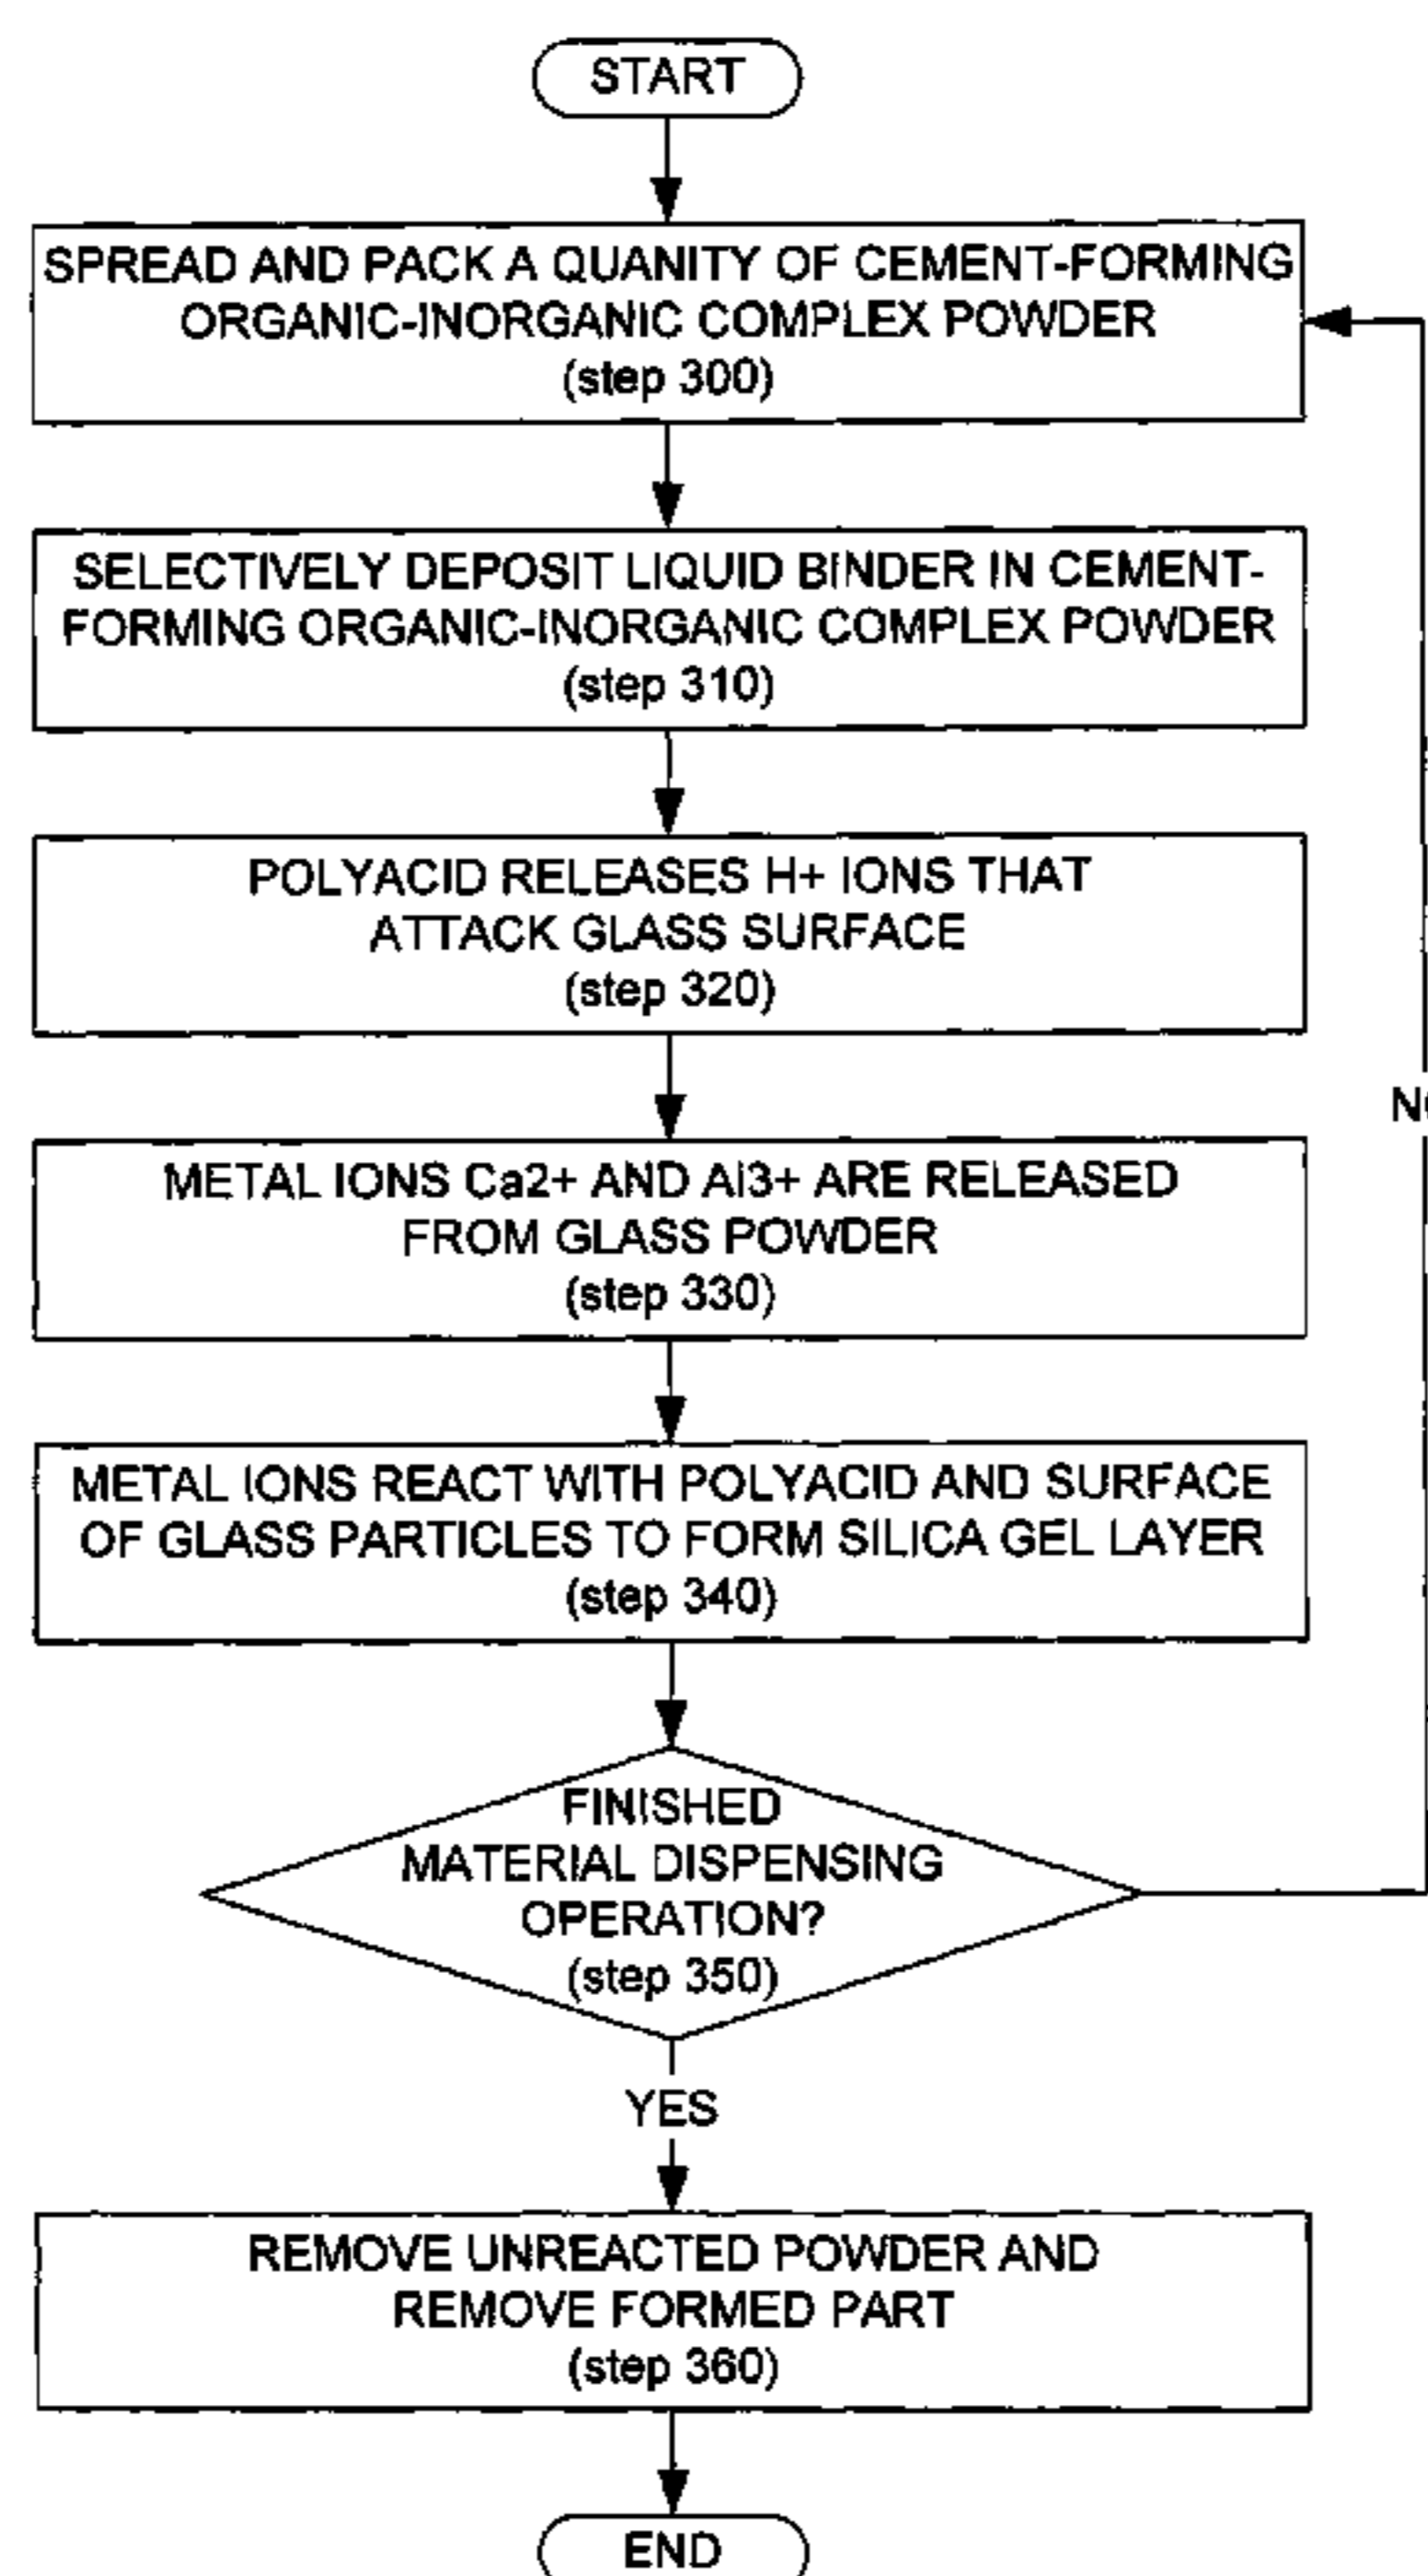 START
SPREAD AND PACK A QUANITY OF CEMENT-FORMING
ORGANIC-INORGANIC COMPLEX POWDER
(step 300)
SELECTIVELY DEPOSIT LIQUID BINDER IN CEMENT-
FORMING ORGANIC-INORGANIC COMPLEX POWDER
(step 310)
POLYACID RELEASES H+ IONS THAT
ATTACK GLASS SURFACE
(step 320)
METAL IONS Ca2+ AND Al3+ ARE RELEASED
FROM GLASS POWDER
(step 330)
METAL IONS REACT WITH POLYACID AND SURFACE
OF GLASS PARTICLES TO FORM SILICA GEL LAYER
(step 340)
FINISHED
MATERIAL DISPENSING
OPERATION?
(step 350)
YES
REMOVE UNREACTED POWDER AND
REMOVE FORMED PART
(step 360)
END